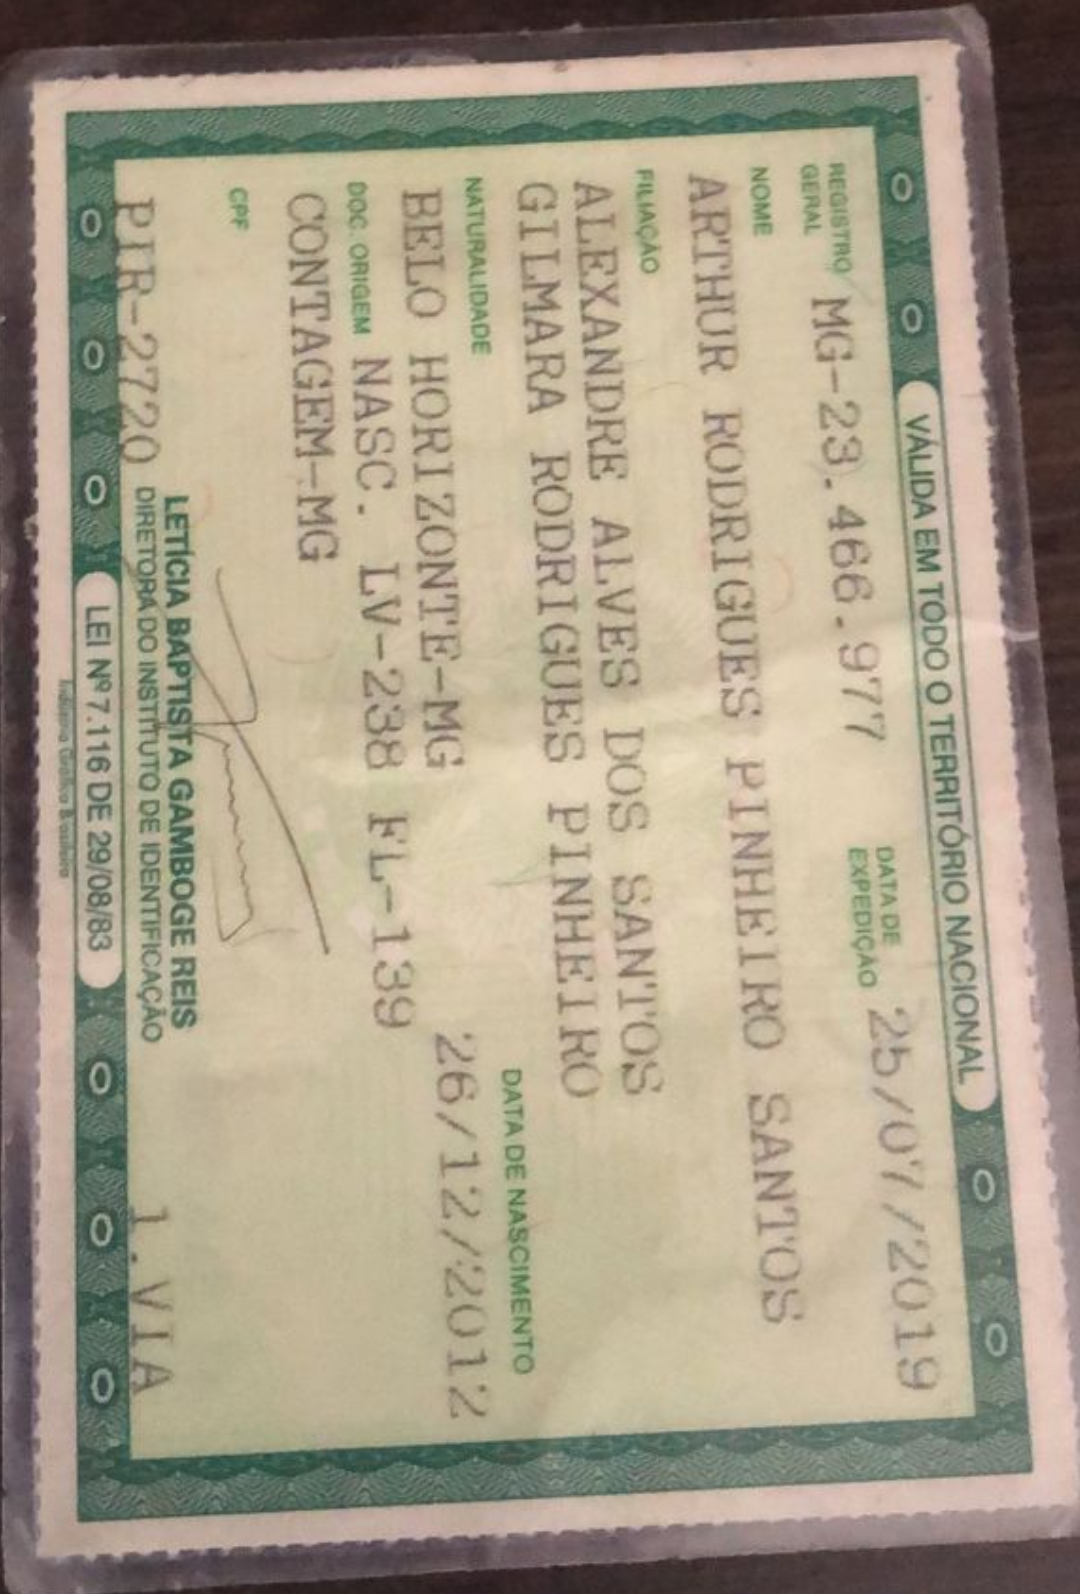 VÁLIDA EM TODO O TERRITÓRIO NACIONAL
REGISTRO GERAL MG-23.466.977 DATA DE EXPEDIÇÃO 25/07/2019
NOME
ARTHUR RODRIGUES PINHEIRO SANTOS
FILIAÇÃO
ALEXANDRE ALVES DOS SANTOS
GILMARA RODRIGUES PINHEIRO
NATURALIDADE DATA DE NASCIMENTO
BELO HORIZONTE-MG 26/12/2012
DOC. ORIGEM NASC. LV-238 FL-139
CONTAGEM-MG
CPF
LETÍCIA BAPTISTA GAMBOGE REIS
PIR-2720 DIRETORA DO INSTITUTO DE IDENTIFICAÇÃO 1.VIA
LEI Nº 7.116 DE 29/08/83